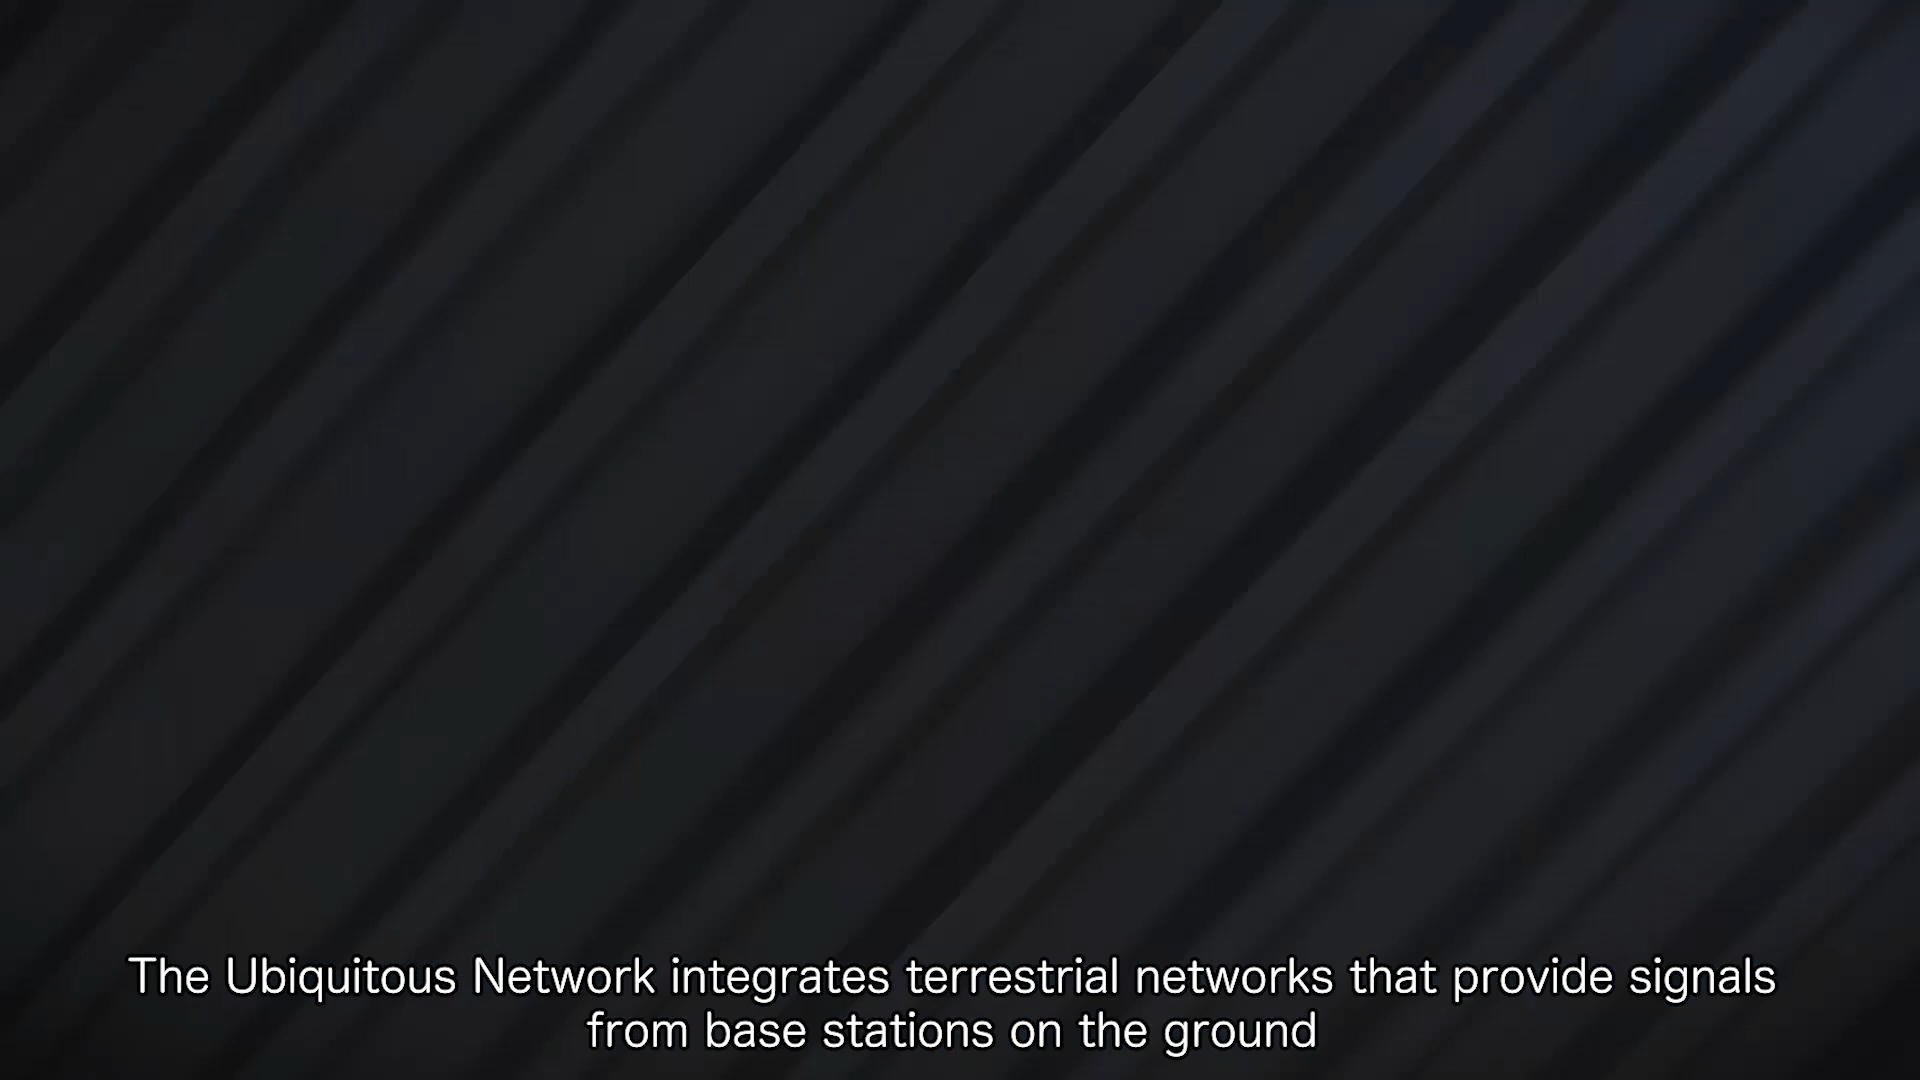 The Ubiquitous Network integrates terrestrial networks that provide signals
from base stations on the ground